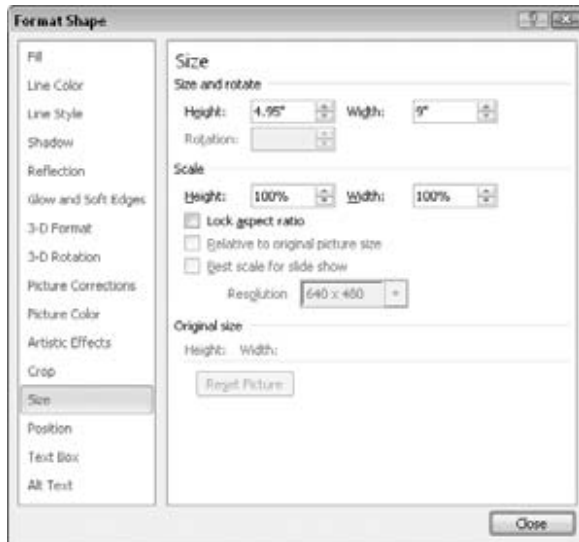 Format Shape
Fill
Line Color
Line Style
Shadow
Reflection
Glow and Soft Edges
3-D Format
3-D Rotation
Picture Corrections
Picture Color
Artistic Effects
Crop
Size
Position
Text Box
Alt Text
Size
Size and rotate
Height: 4.95" Width: 9"
Rotation:
Scale
Height: 100% Width: 100%
Lock aspect ratio
Relative to original picture size
Best scale for slide show
Resolution 640 x 480
Original size
Height: Width:
Reset Picture
Close